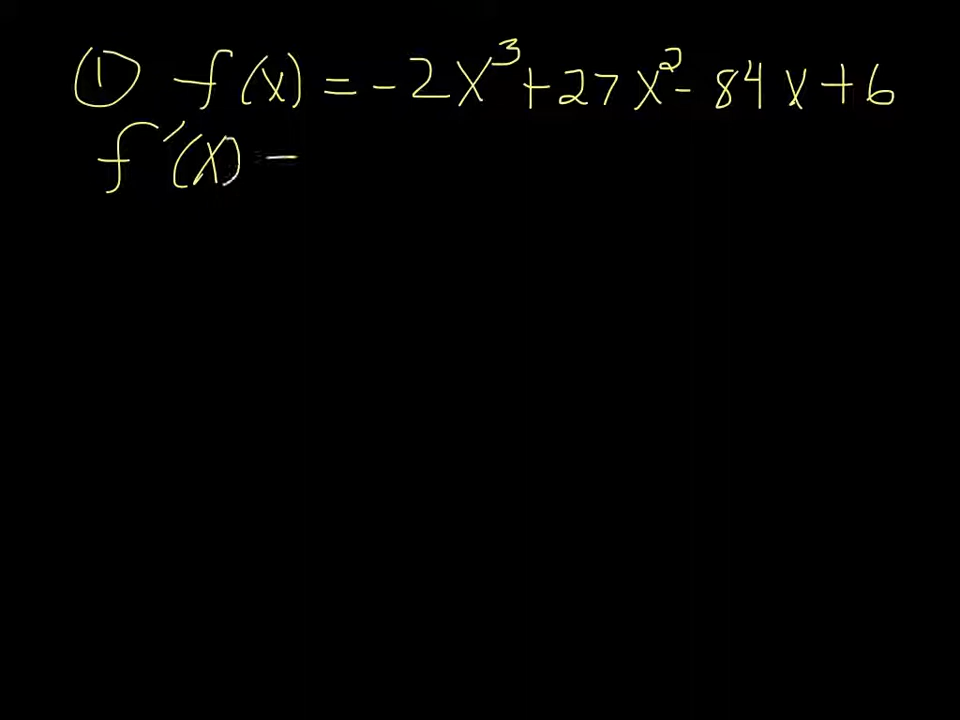 ① f(x) = -2x³ + 27x² - 84x + 6
f'(x) -